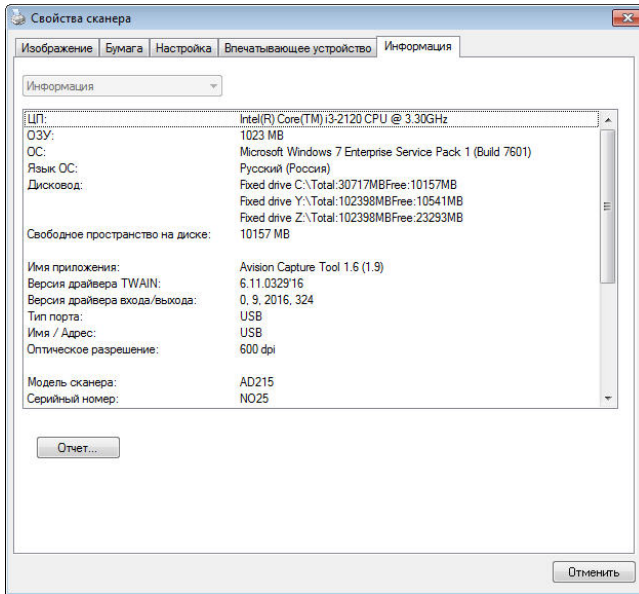 Свойства сканера
Изображение Бумага Настройка Впечатывающее устройство Информация
Информация
ЦП: Intel(R) Core(TM) i3-2120 CPU @ 3.30GHz
ОЗУ: 1023 MB
ОС: Microsoft Windows 7 Enterprise Service Pack 1 (Build 7601)
Язык ОС: Русский (Россия)
Дисковод: Fixed drive C:\Total:30717MBFree:10157MB
Fixed drive Y:\Total:102398MBFree:10541MB
Fixed drive Z:\Total:102398MBFree:23293MB
Свободное пространство на диске: 10157 MB
Имя приложения: Avision Capture Tool 1.6 (1.9)
Версия драйвера TWAIN: 6.11.0329'16
Версия драйвера входа/выхода: 0, 9, 2016, 324
Тип порта: USB
Имя / Адрес: USB
Оптическое разрешение: 600 dpi
Модель сканера: AD215
Серийный номер: NO25
Отчет...
Отменить